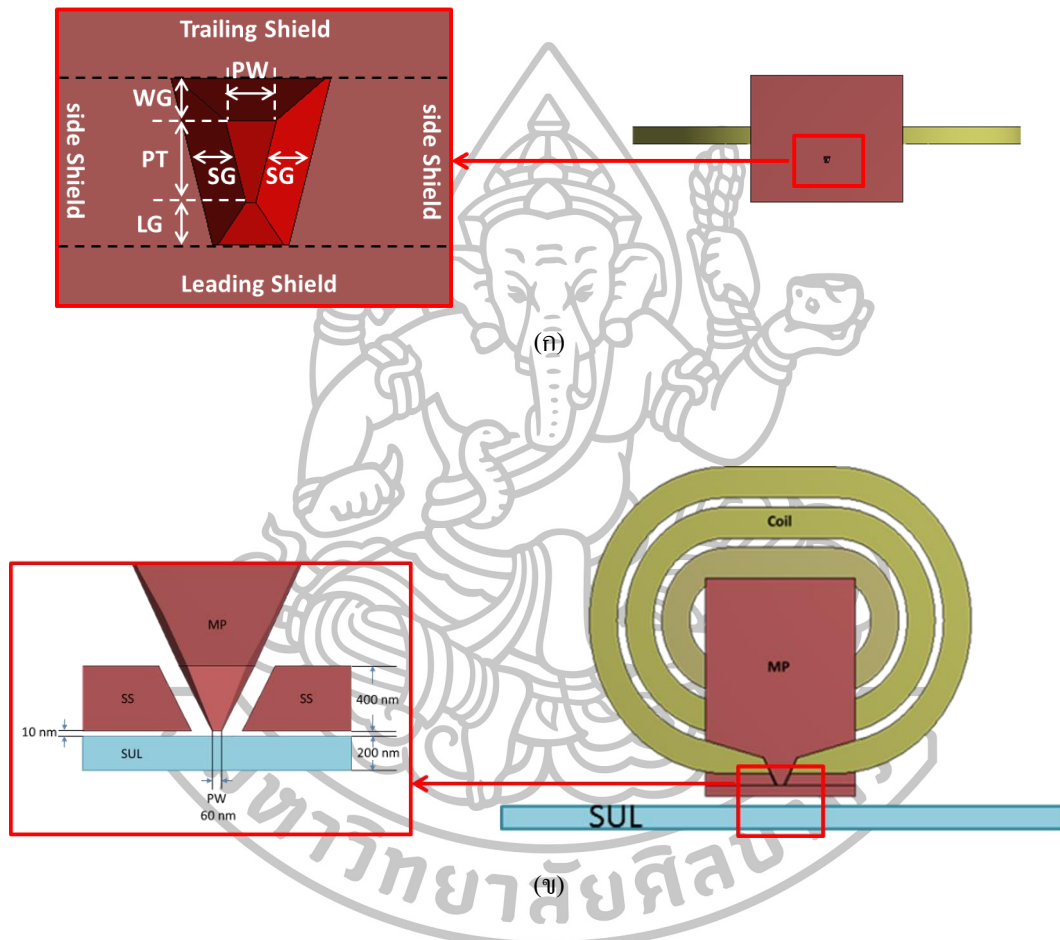 Trailing Shield
PW
WG
side Shield
PT
SG
SG
side Shield
LG
Leading Shield
(ก)
Coil
MP
MP
SS
SS
400 nm
10 nm
SUL
200 nm
PW
60 nm
SUL
(ข)